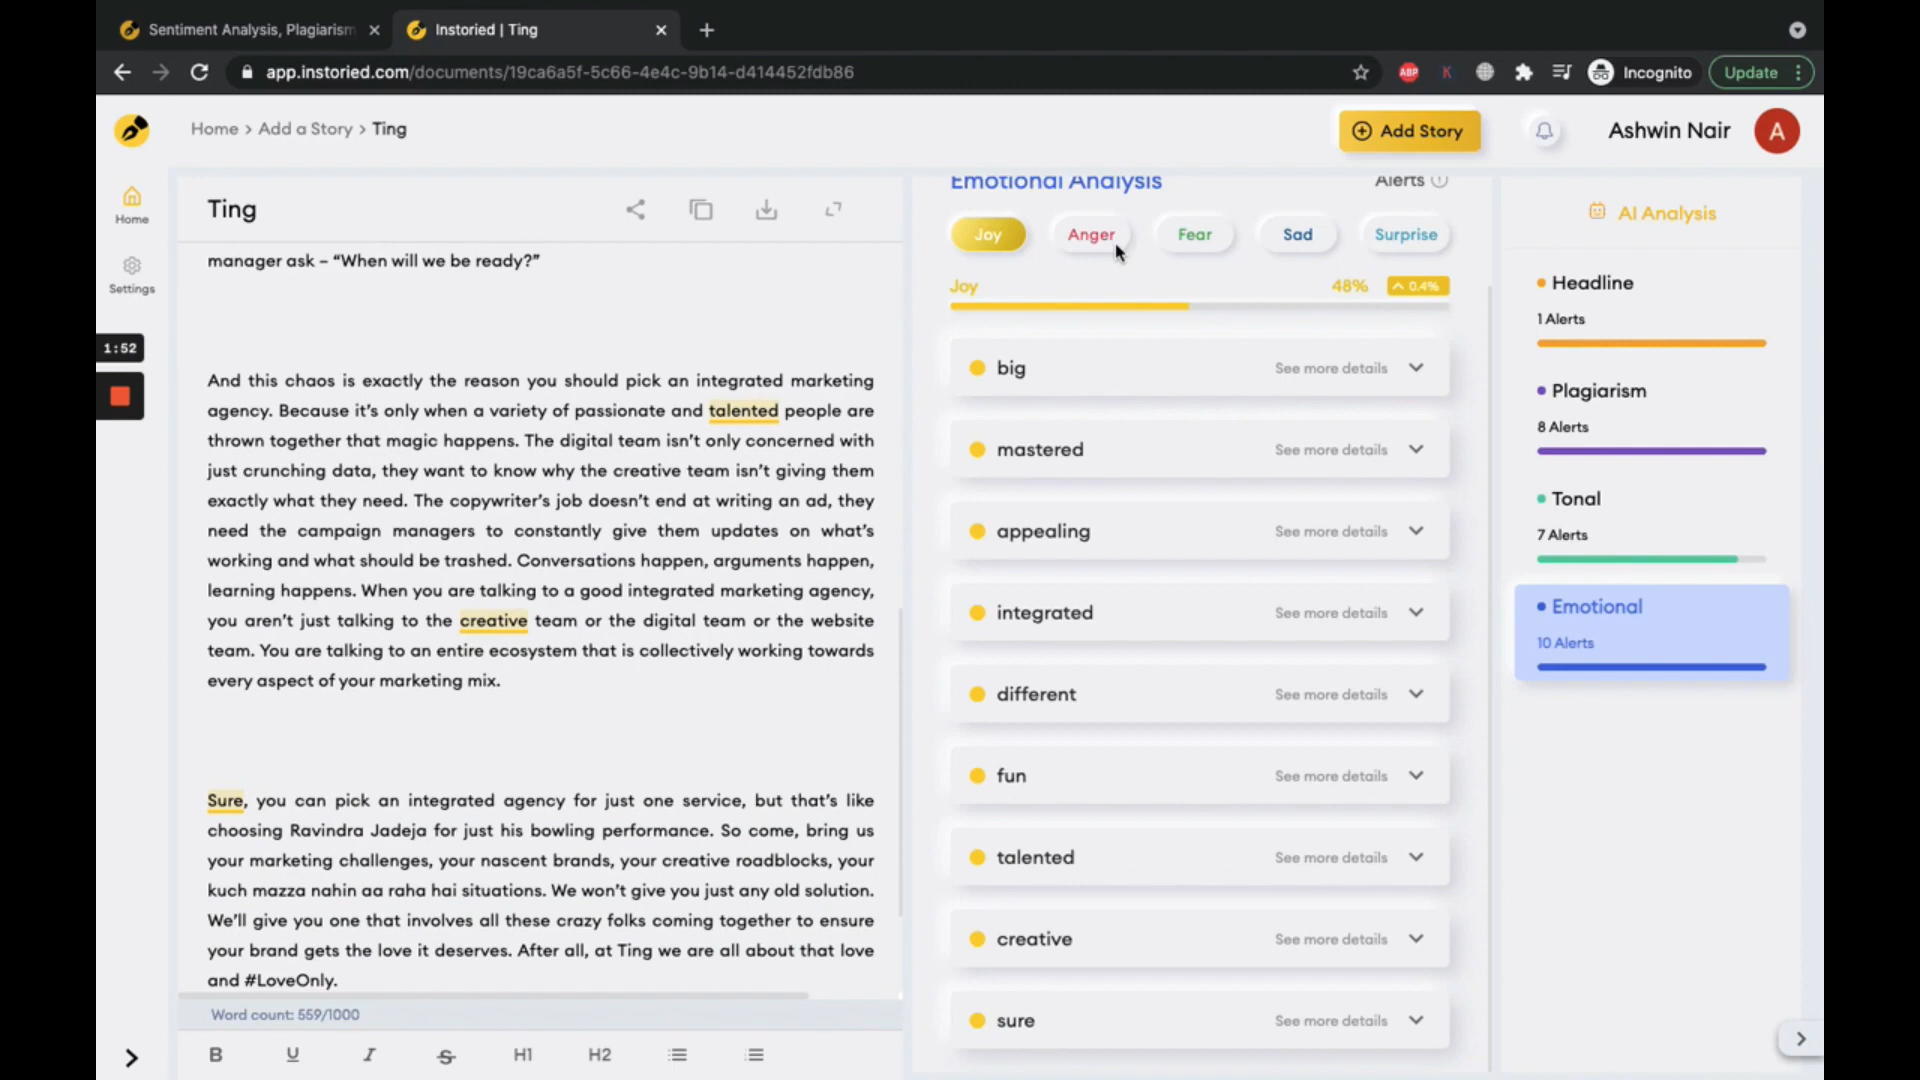 Sentiment Analysis, Plagiarism
Instoried | Ting
app.instoried.com/documents/19ca6a5f-5c66-4e4c-9b14-d414452fdb86
ABP
K
Incognito
Update
Home > Add a Story > Ting
Add Story
Ashwin Nair
A
Home
Settings
1:52
Ting
manager ask – “When will we be ready?”
And this chaos is exactly the reason you should pick an integrated marketing
agency. Because it’s only when a variety of passionate and talented people are
thrown together that magic happens. The digital team isn’t only concerned with
just crunching data, they want to know why the creative team isn’t giving them
exactly what they need. The copywriter’s job doesn’t end at writing an ad, they
need the campaign managers to constantly give them updates on what’s
working and what should be trashed. Conversations happen, arguments happen,
learning happens. When you are talking to a good integrated marketing agency,
you aren’t just talking to the creative team or the digital team or the website
team. You are talking to an entire ecosystem that is collectively working towards
every aspect of your marketing mix.
Sure, you can pick an integrated agency for just one service, but that’s like
choosing Ravindra Jadeja for just his bowling performance. So come, bring us
your marketing challenges, your nascent brands, your creative roadblocks, your
kuch mazza nahin aa raha hai situations. We won’t give you just any old solution.
We’ll give you one that involves all these crazy folks coming together to ensure
your brand gets the love it deserves. After all, at Ting we are all about that love
and #LoveOnly.
Word count: 559/1000
B U I S H1 H2
Emotional Analysis
Alerts
Joy Anger Fear Sad Surprise
Joy 48% 0.4%
big See more details
mastered See more details
appealing See more details
integrated See more details
different See more details
fun See more details
talented See more details
creative See more details
sure See more details
AI Analysis
Headline
1 Alerts
Plagiarism
8 Alerts
Tonal
7 Alerts
Emotional
10 Alerts